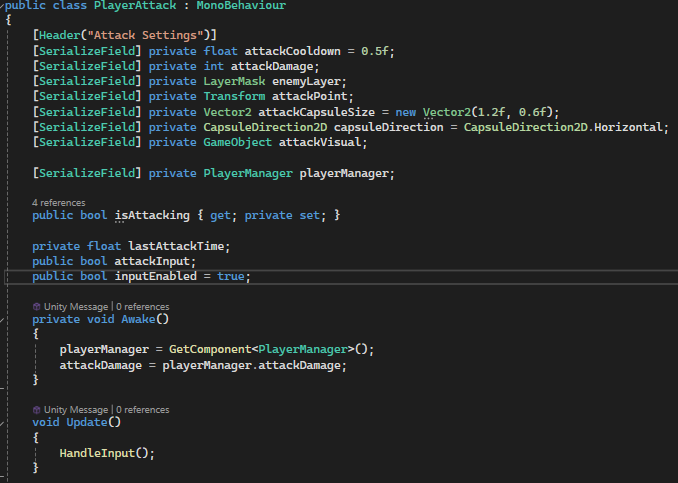 public class PlayerAttack : MonoBehaviour
{
[Header("Attack Settings")]
[SerializeField] private float attackCooldown = 0.5f;
[SerializeField] private int attackDamage;
[SerializeField] private LayerMask enemyLayer;
[SerializeField] private Transform attackPoint;
[SerializeField] private Vector2 attackCapsuleSize = new Vector2(1.2f, 0.6f);
[SerializeField] private CapsuleDirection2D capsuleDirection = CapsuleDirection2D.Horizontal;
[SerializeField] private GameObject attackVisual;
[SerializeField] private PlayerManager playerManager;
4 references
public bool isAttacking { get; private set; }
private float lastAttackTime;
public bool attackInput;
public bool inputEnabled = true;
Unity Message | 0 references
private void Awake()
{
playerManager = GetComponent<PlayerManager>();
attackDamage = playerManager.attackDamage;
}
Unity Message | 0 references
void Update()
{
HandleInput();
}